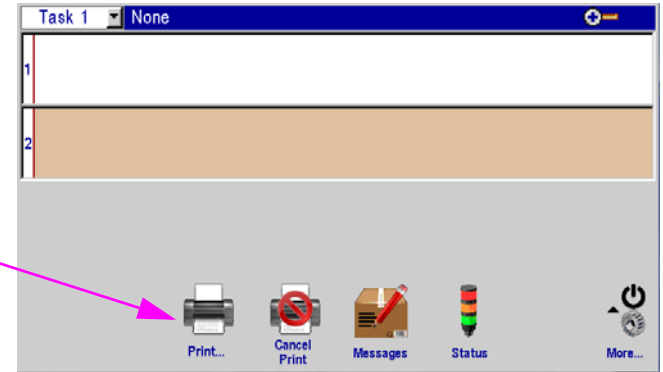 Task 1 None
1
2
Print...
Cancel
Print
Messages
Status
More...